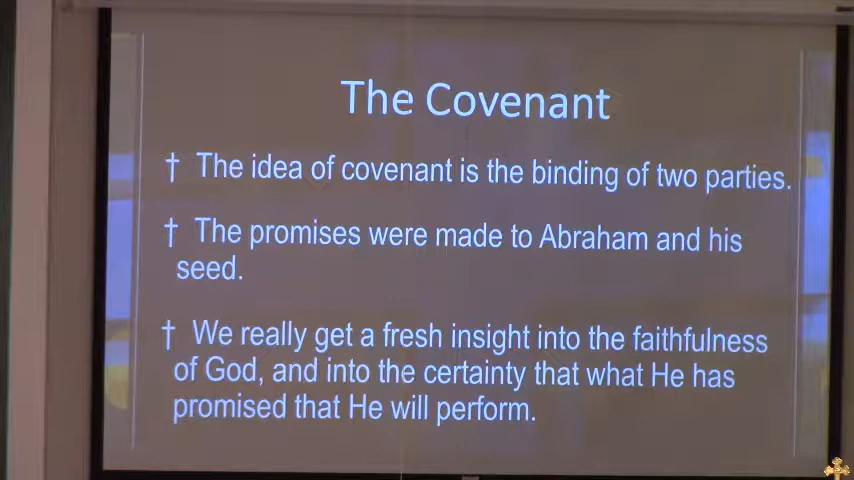 The Covenant
† The idea of covenant is the binding of two parties.
† The promises were made to Abraham and his
seed.
† We really get a fresh insight into the faithfulness
of God, and into the certainty that what He has
promised that He will perform.